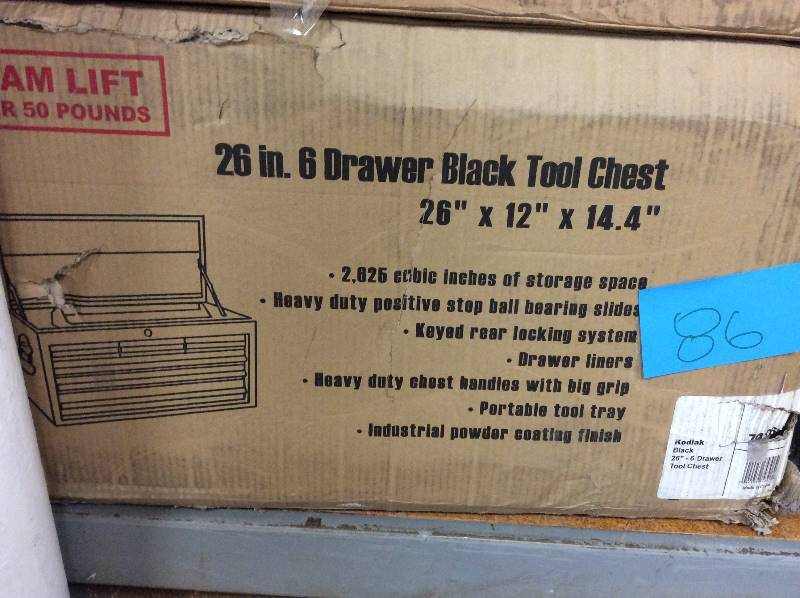 AM LIFT
R 50 POUNDS
26 in. 6 Drawer Black Tool Chest
26" x 12" x 14.4"
• 2,625 cubic inches of storage space
• Heavy duty positive stop ball bearing slides
• Keyed rear locking system
• Drawer liners
• Heavy duty chest handles with big grip
• Portable tool tray
• Industrial powder coating finish
86
Kodiak
Black
26" - 6 Drawer
Tool Chest